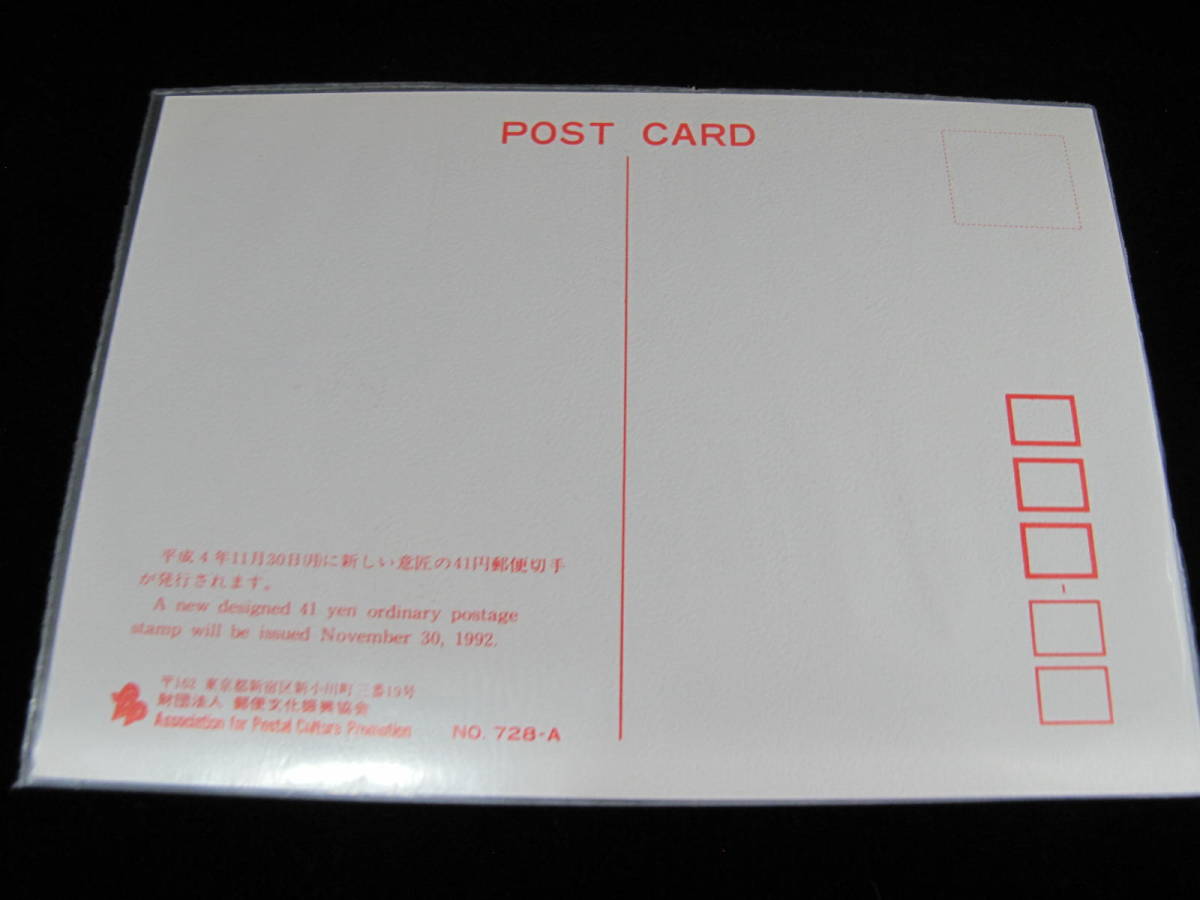 POST CARD
平成4年11月30日(月)に新しい意匠の41円郵便切手
が発行されます。
A new designed 41 yen ordinary postage
stamp will be issued November 30, 1992.
〒162 東京都新宿区新小川町三番19号
財団法人 郵便文化振興協会
Association for Postal Culture Promotion
NO. 728-A